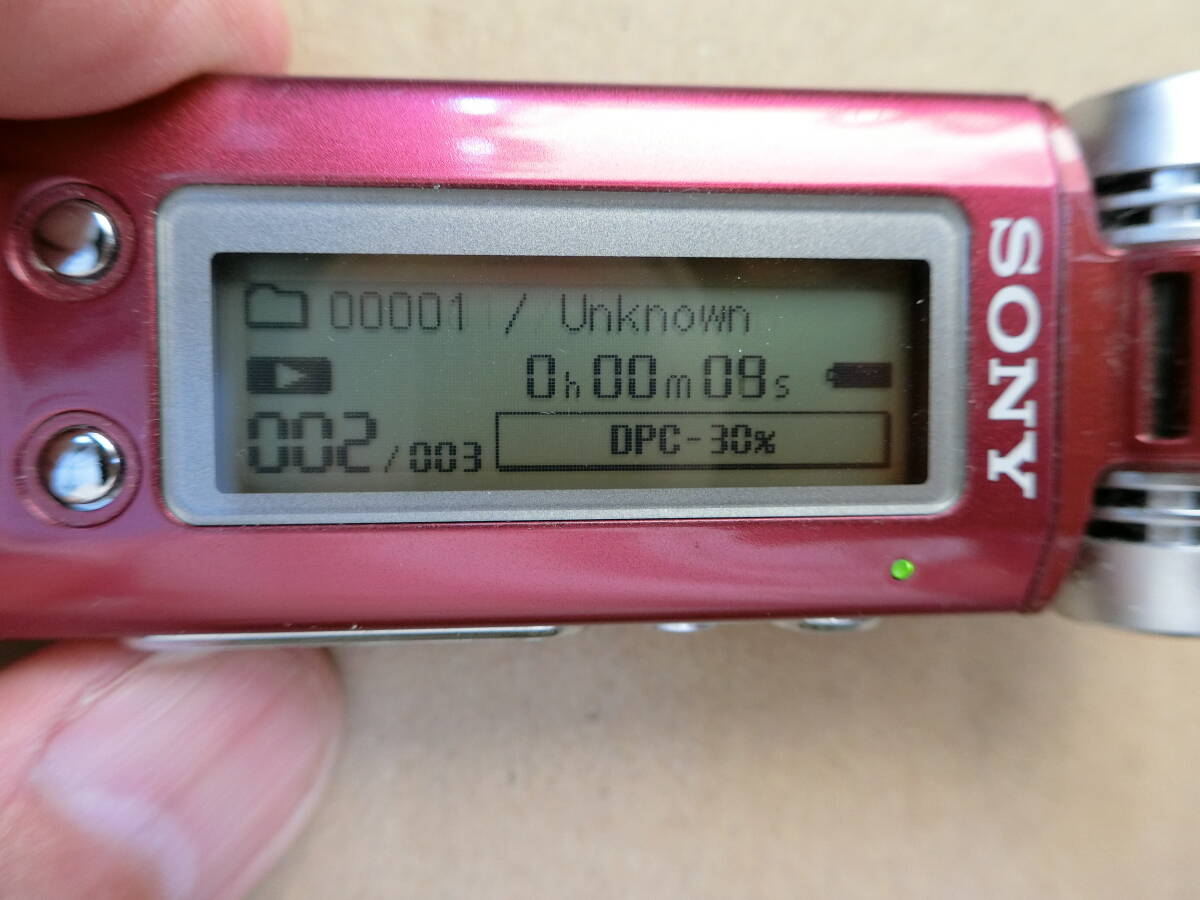 00001 / Unknown
0h00m08s
002/003 DPC-30%
SONY